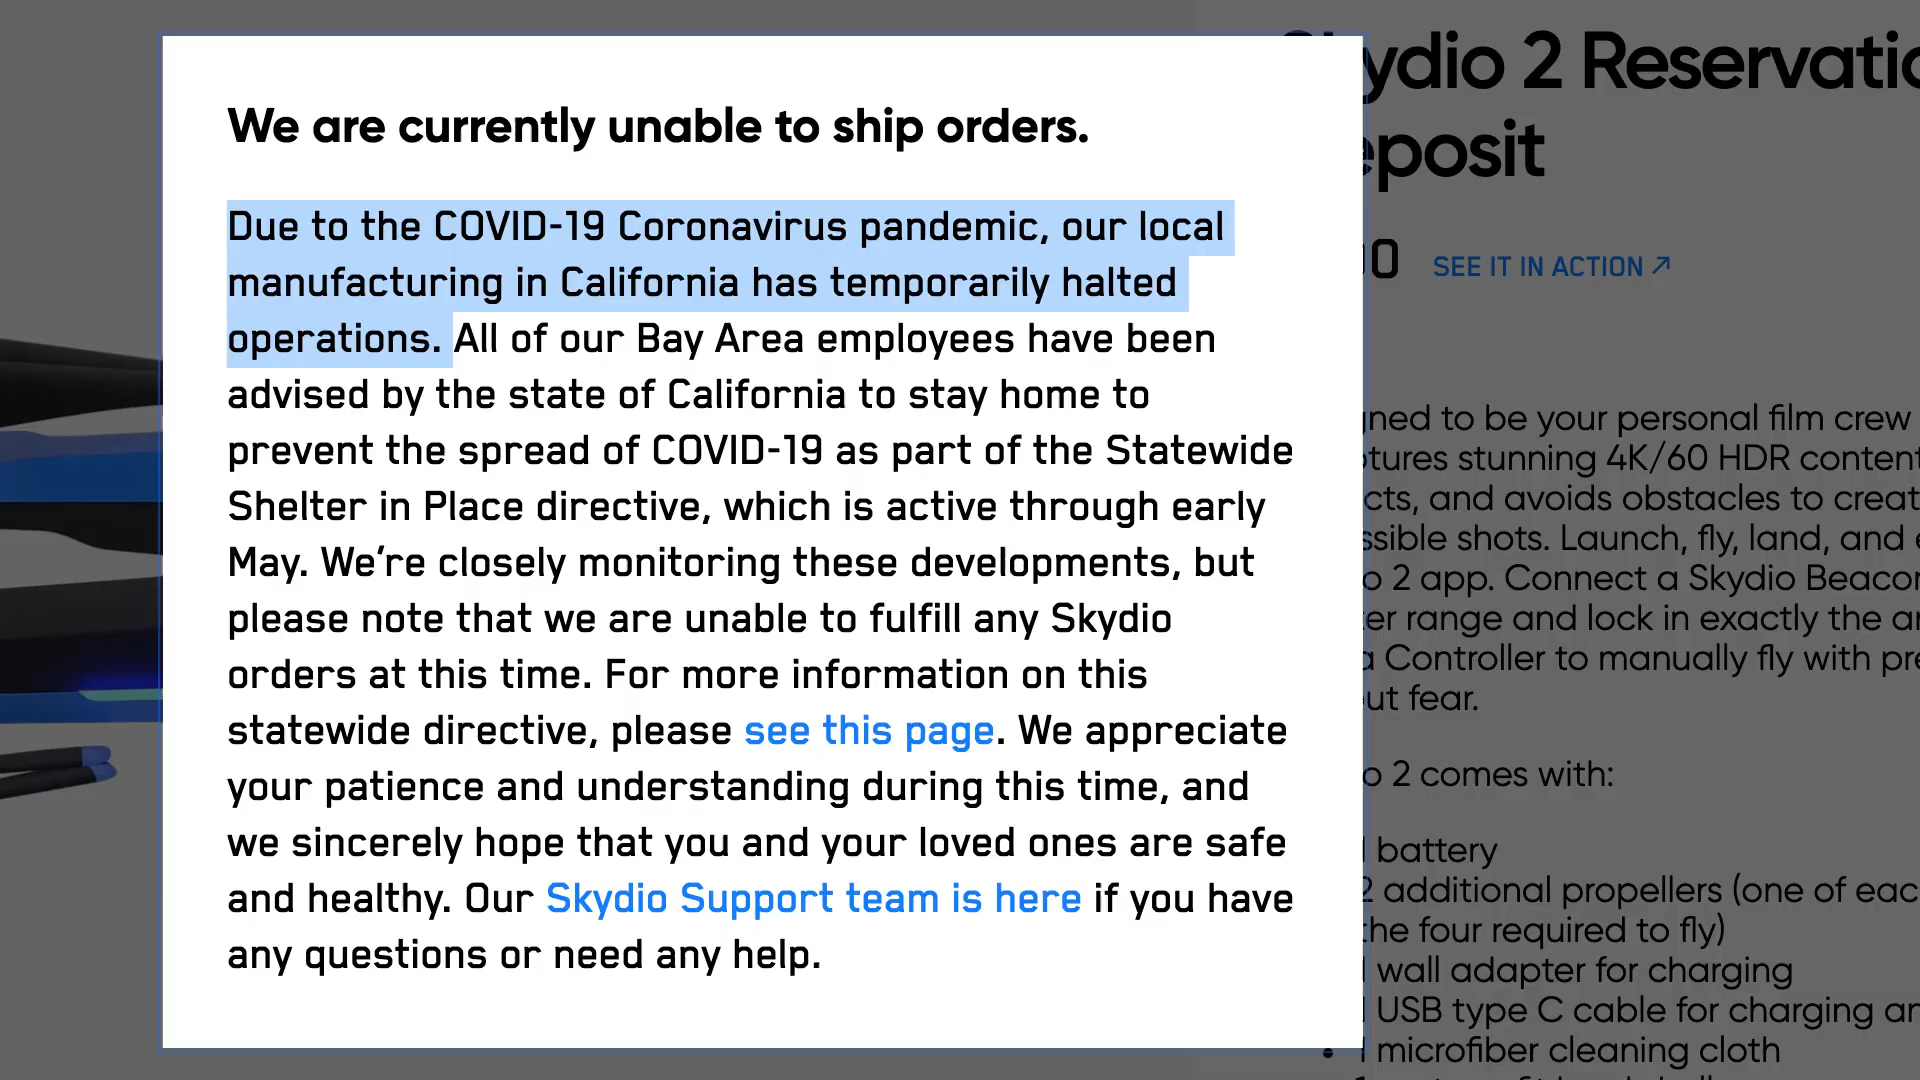 We are currently unable to ship orders.
Due to the COVID-19 Coronavirus pandemic, our local
manufacturing in California has temporarily halted
operations. All of our Bay Area employees have been
advised by the state of California to stay home to
prevent the spread of COVID-19 as part of the Statewide
Shelter in Place directive, which is active through early
May. We’re closely monitoring these developments, but
please note that we are unable to fulfill any Skydio
orders at this time. For more information on this
statewide directive, please see this page. We appreciate
your patience and understanding during this time, and
we sincerely hope that you and your loved ones are safe
and healthy. Our Skydio Support team is here if you have
any questions or need any help.
Skydio 2 Reservatio
eposit
0 SEE IT IN ACTION
gned to be your personal film crew
tures stunning 4K/60 HDR content
cts, and avoids obstacles to creat
ssible shots. Launch, fly, land, and
o 2 app. Connect a Skydio Beacon
er range and lock in exactly the
a Controller to manually fly with pre
ut fear.
o 2 comes with:
battery
2 additional propellers (one of eac
the four required to fly)
wall adapter for charging
USB type C cable for charging
• 1 microfiber cleaning cloth